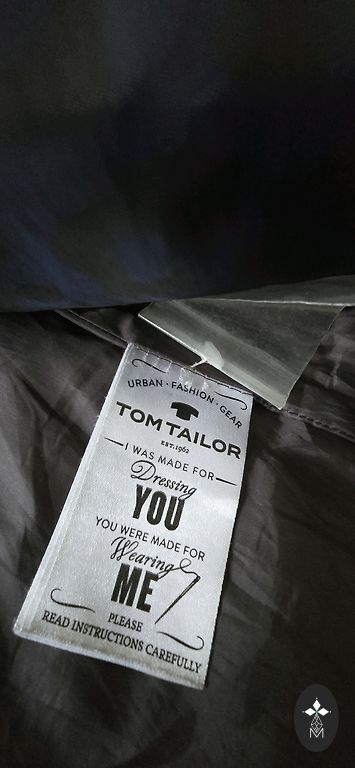 URBAN · FASHION · GEAR
TOM TAILOR
EST. 1962
I WAS MADE FOR
Dressing
YOU
YOU WERE MADE FOR
Wearing
ME
PLEASE
READ INSTRUCTIONS CAREFULLY
M